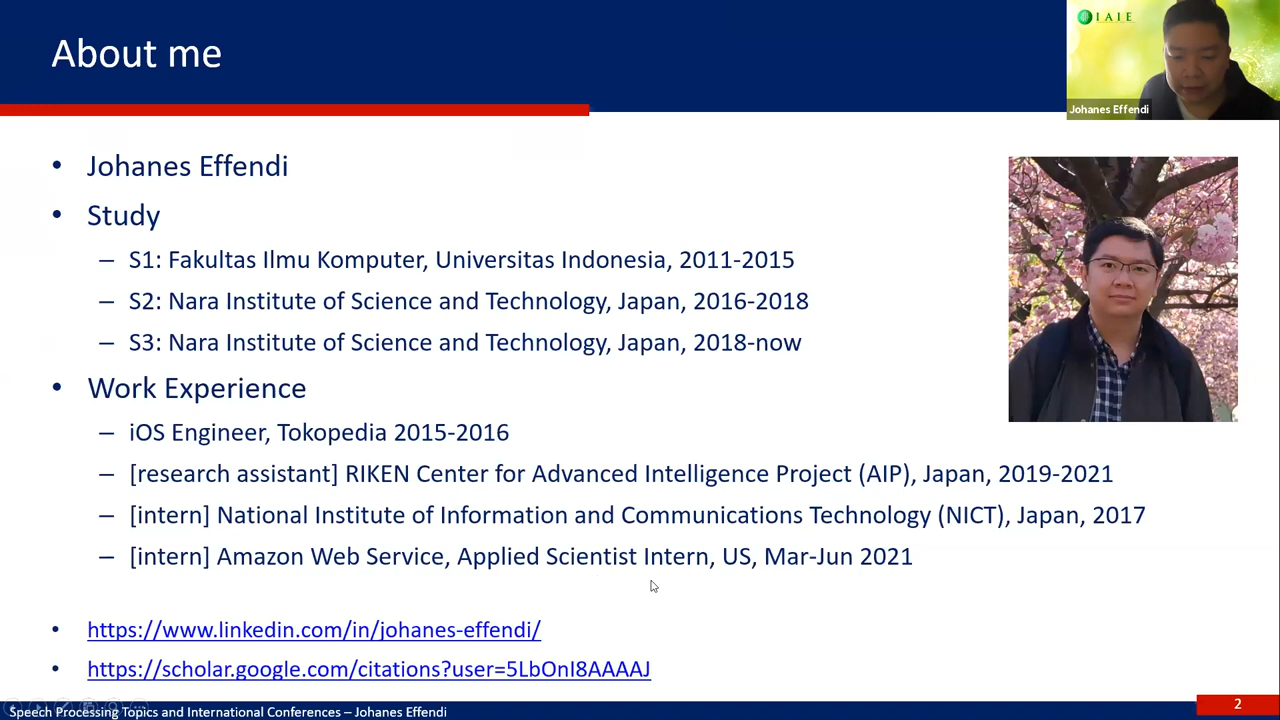 About me
IAIE
Johanes Effendi
• Johanes Effendi
• Study
– S1: Fakultas Ilmu Komputer, Universitas Indonesia, 2011-2015
– S2: Nara Institute of Science and Technology, Japan, 2016-2018
– S3: Nara Institute of Science and Technology, Japan, 2018-now
• Work Experience
– iOS Engineer, Tokopedia 2015-2016
– [research assistant] RIKEN Center for Advanced Intelligence Project (AIP), Japan, 2019-2021
– [intern] National Institute of Information and Communications Technology (NICT), Japan, 2017
– [intern] Amazon Web Service, Applied Scientist Intern, US, Mar-Jun 2021
• https://www.linkedin.com/in/johanes-effendi/
• https://scholar.google.com/citations?user=5LbOnI8AAAAJ
Speech Processing Topics and International Conferences – Johanes Effendi
2